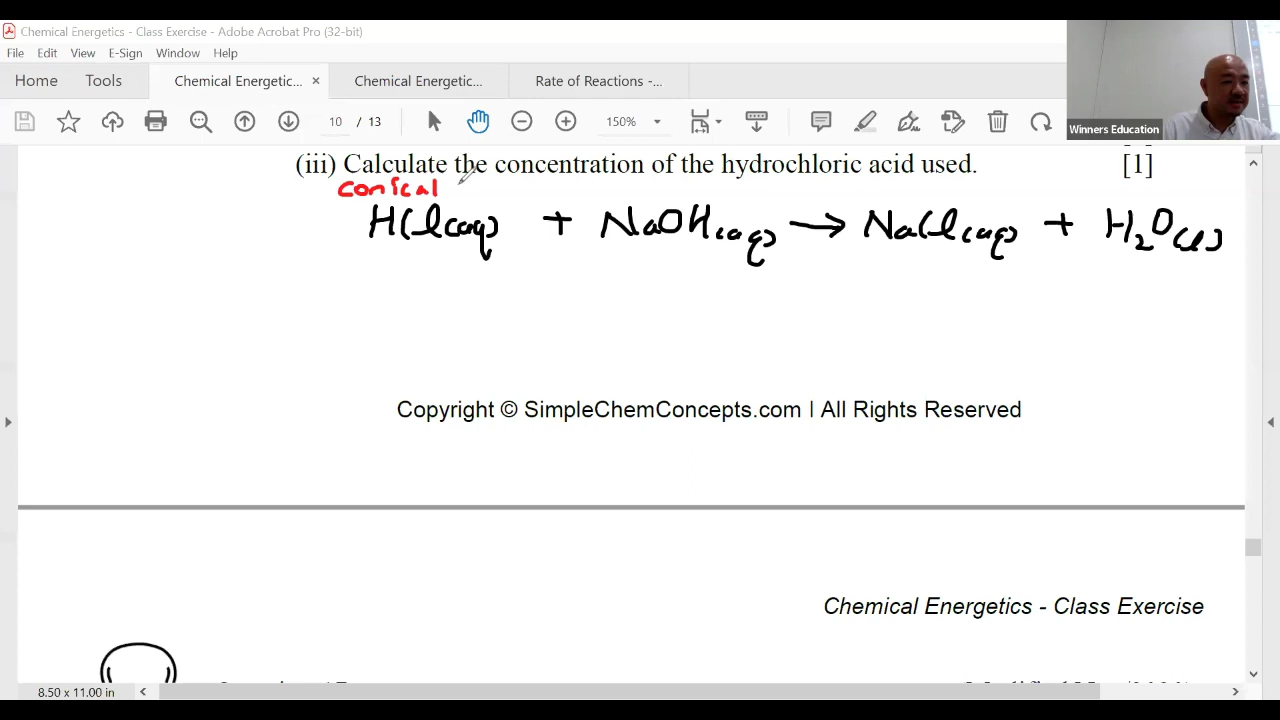 Chemical Energetics - Class Exercise - Adobe Acrobat Pro (32-bit)
File Edit View E-Sign Window Help
Home Tools Chemical Energetic... × Chemical Energetic... Rate of Reactions -...
10 / 13 150%
Winners Education
(iii) Calculate the concentration of the hydrochloric acid used. [1]
conical
HCl(aq) + NaOH(aq) → NaCl(aq) + H2O(l)
Copyright © SimpleChemConcepts.com | All Rights Reserved
Chemical Energetics - Class Exercise
8.50 x 11.00 in